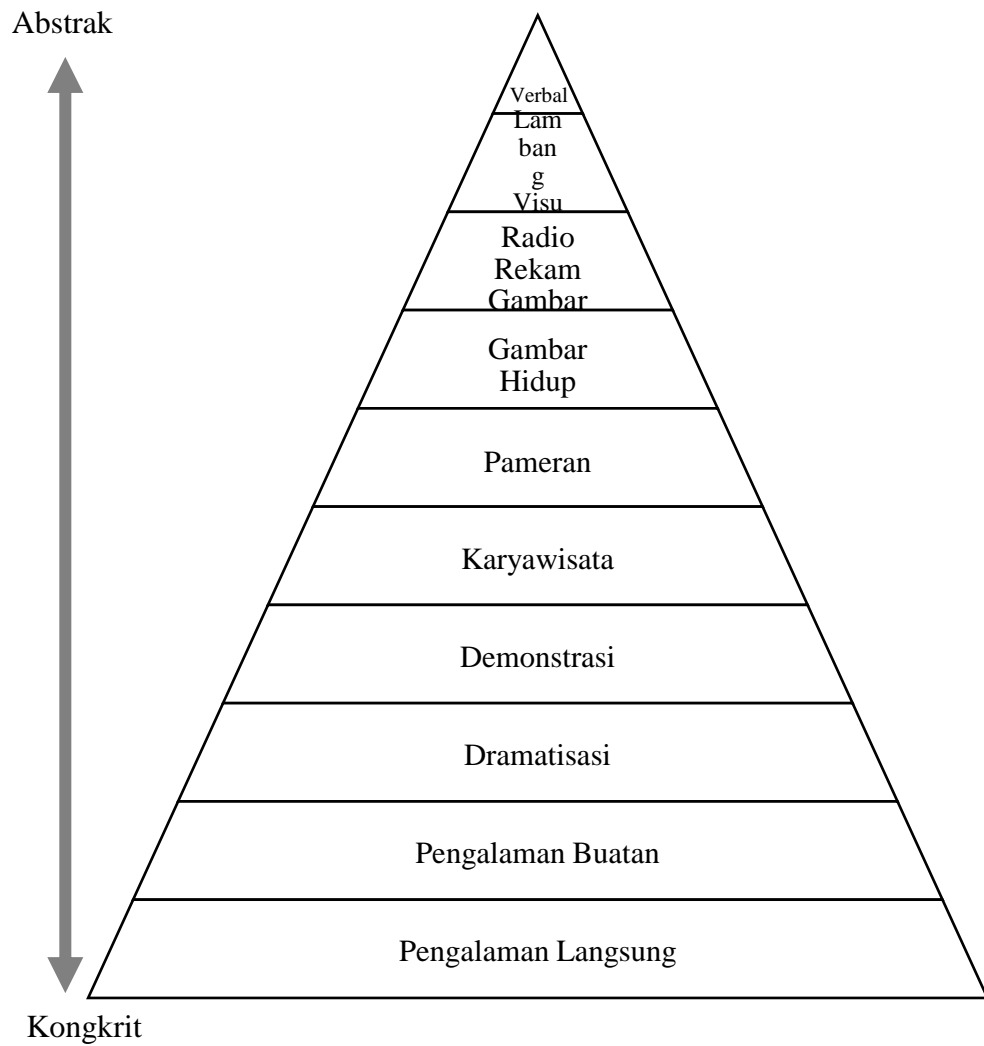 Abstrak
Verbal
Lam
ban
g
Visu
Radio
Rekam
Gambar
Gambar
Hidup
Pameran
Karyawisata
Demonstrasi
Dramatisasi
Pengalaman Buatan
Pengalaman Langsung
Kongkrit